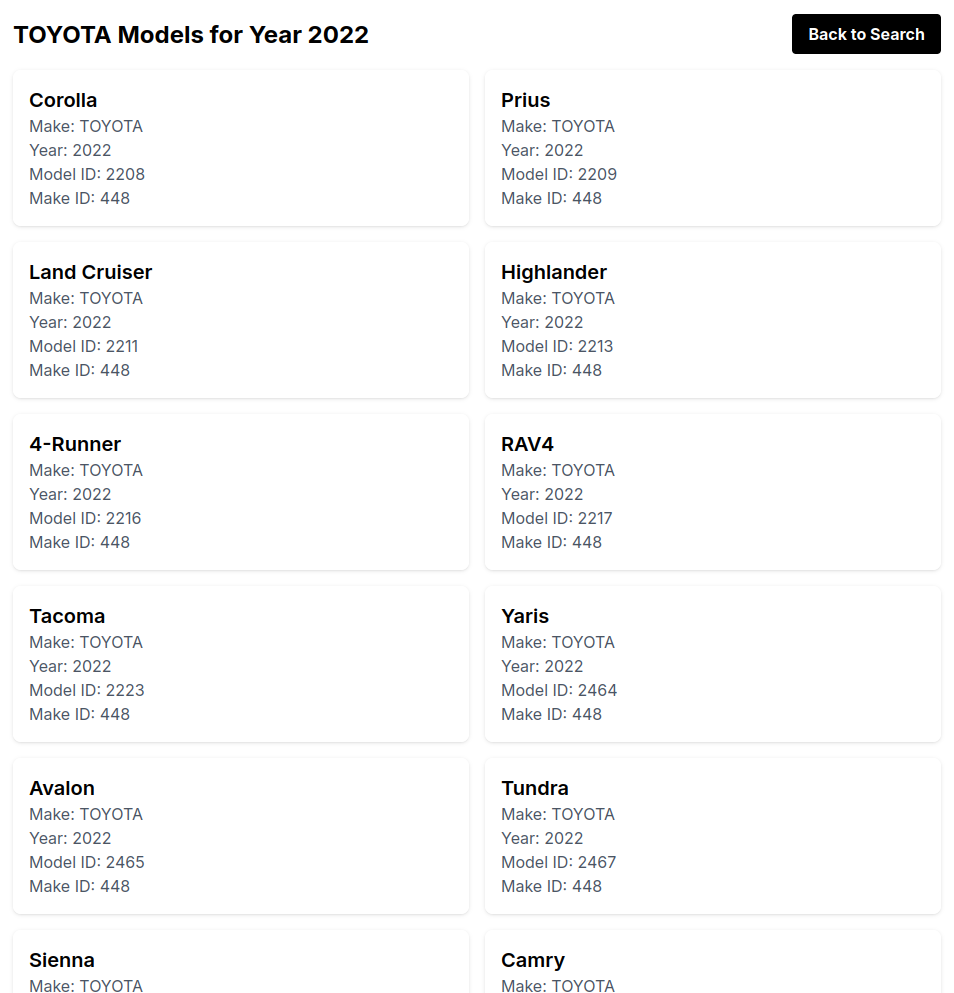 TOYOTA Models for Year 2022
Back to Search
Corolla
Make: TOYOTA
Year: 2022
Model ID: 2208
Make ID: 448
Prius
Make: TOYOTA
Year: 2022
Model ID: 2209
Make ID: 448
Land Cruiser
Make: TOYOTA
Year: 2022
Model ID: 2211
Make ID: 448
Highlander
Make: TOYOTA
Year: 2022
Model ID: 2213
Make ID: 448
4-Runner
Make: TOYOTA
Year: 2022
Model ID: 2216
Make ID: 448
RAV4
Make: TOYOTA
Year: 2022
Model ID: 2217
Make ID: 448
Tacoma
Make: TOYOTA
Year: 2022
Model ID: 2223
Make ID: 448
Yaris
Make: TOYOTA
Year: 2022
Model ID: 2464
Make ID: 448
Avalon
Make: TOYOTA
Year: 2022
Model ID: 2465
Make ID: 448
Tundra
Make: TOYOTA
Year: 2022
Model ID: 2467
Make ID: 448
Sienna
Make: TOYOTA
Camry
Make: TOYOTA